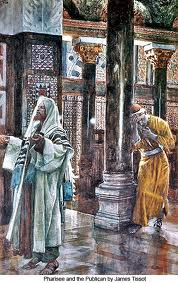 Pharisee and the Publican by James Tissot